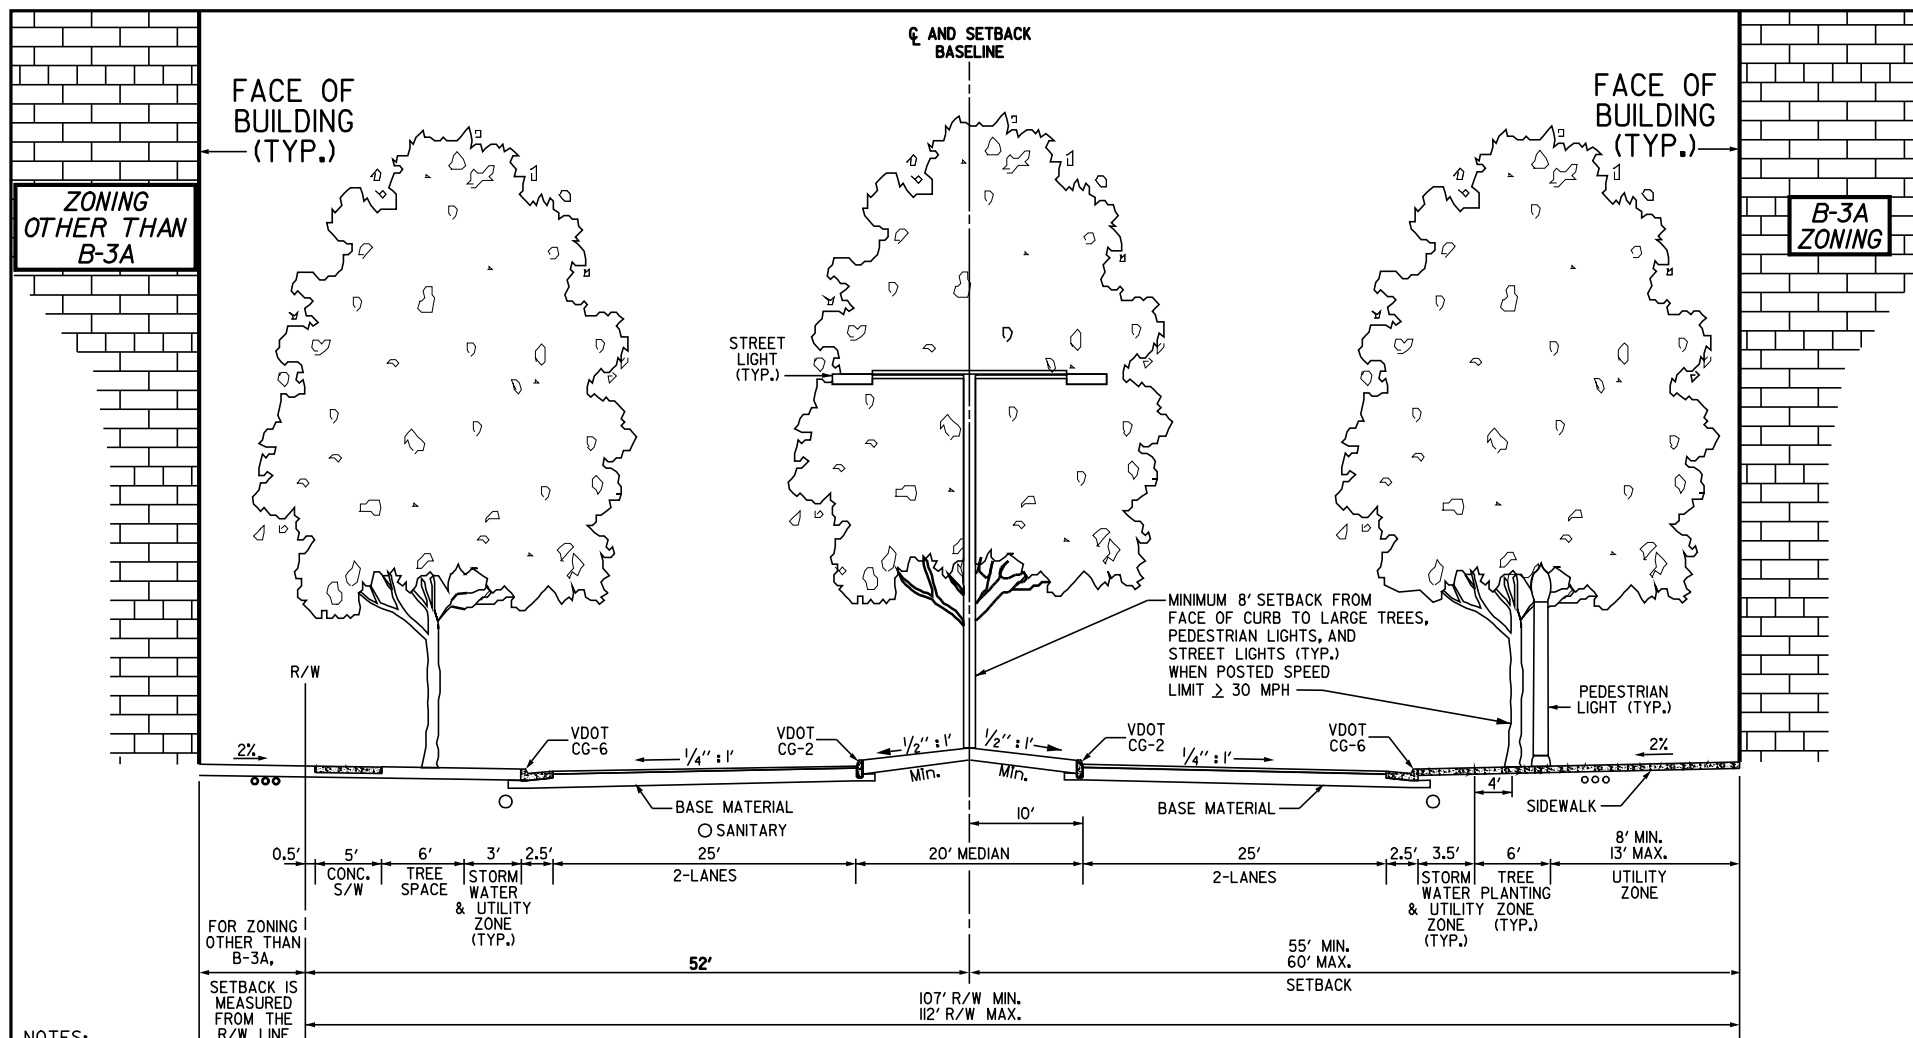 ℄ AND SETBACK
BASELINE
FACE OF
BUILDING
(TYP.)
FACE OF
BUILDING
(TYP.)
ZONING
OTHER THAN
B-3A
B-3A
ZONING
STREET
LIGHT
(TYP.)
MINIMUM 8' SETBACK FROM
FACE OF CURB TO LARGE TREES,
PEDESTRIAN LIGHTS, AND
STREET LIGHTS (TYP.)
WHEN POSTED SPEED
LIMIT ≥ 30 MPH
R/W
PEDESTRIAN
LIGHT (TYP.)
2%
VDOT
CG-6
1/4'' : 1'
VDOT
CG-2
1/2'' : 1'
Min.
1/2'' : 1'
Min.
VDOT
CG-2
1/4'' : 1'
VDOT
CG-6
2%
4'
BASE MATERIAL
SANITARY
10'
BASE MATERIAL
SIDEWALK
0.5'
5'
CONC.
S/W
6'
TREE
SPACE
3'
STORM
WATER
& UTILITY
ZONE
(TYP.)
2.5'
25'
2-LANES
20' MEDIAN
25'
2-LANES
2.5'
3.5'
STORM
WATER
& UTILITY
ZONE
(TYP.)
6'
TREE
PLANTING
ZONE
(TYP.)
8' MIN.
13' MAX.
UTILITY
ZONE
FOR ZONING
OTHER THAN
B-3A,
SETBACK IS
MEASURED
FROM THE
R/W LINE
52'
55' MIN.
60' MAX.
SETBACK
107' R/W MIN.
112' R/W MAX.
NOTES: